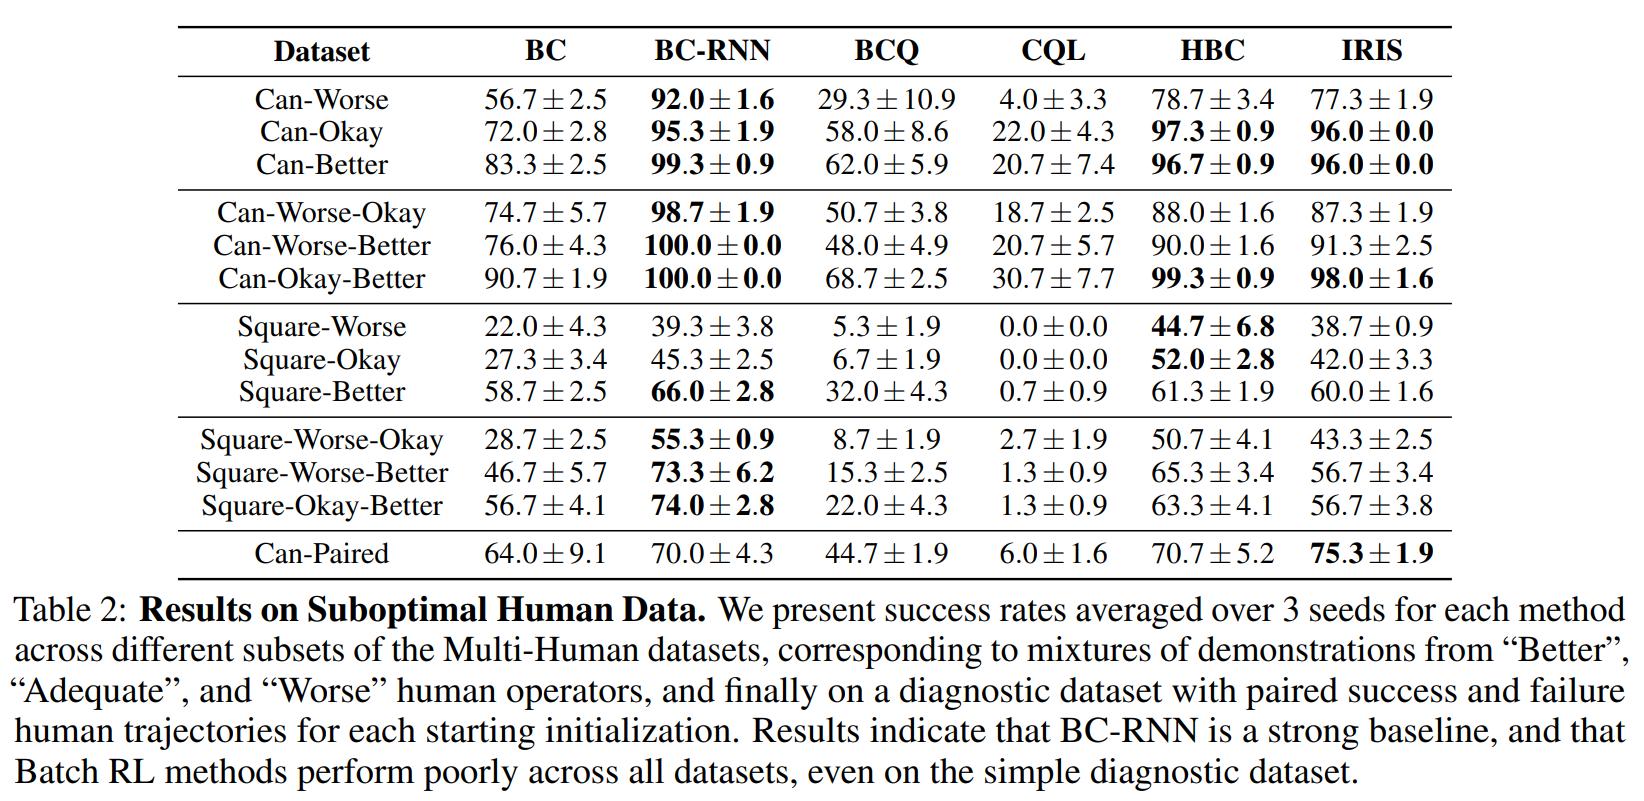 Dataset BC BC-RNN BCQ CQL HBC IRIS
Can-Worse 56.7±2.5 92.0±1.6 29.3±10.9 4.0±3.3 78.7±3.4 77.3±1.9
Can-Okay 72.0±2.8 95.3±1.9 58.0±8.6 22.0±4.3 97.3±0.9 96.0±0.0
Can-Better 83.3±2.5 99.3±0.9 62.0±5.9 20.7±7.4 96.7±0.9 96.0±0.0
Can-Worse-Okay 74.7±5.7 98.7±1.9 50.7±3.8 18.7±2.5 88.0±1.6 87.3±1.9
Can-Worse-Better 76.0±4.3 100.0±0.0 48.0±4.9 20.7±5.7 90.0±1.6 91.3±2.5
Can-Okay-Better 90.7±1.9 100.0±0.0 68.7±2.5 30.7±7.7 99.3±0.9 98.0±1.6
Square-Worse 22.0±4.3 39.3±3.8 5.3±1.9 0.0±0.0 44.7±6.8 38.7±0.9
Square-Okay 27.3±3.4 45.3±2.5 6.7±1.9 0.0±0.0 52.0±2.8 42.0±3.3
Square-Better 58.7±2.5 66.0±2.8 32.0±4.3 0.7±0.9 61.3±1.9 60.0±1.6
Square-Worse-Okay 28.7±2.5 55.3±0.9 8.7±1.9 2.7±1.9 50.7±4.1 43.3±2.5
Square-Worse-Better 46.7±5.7 73.3±6.2 15.3±2.5 1.3±0.9 65.3±3.4 56.7±3.4
Square-Okay-Better 56.7±4.1 74.0±2.8 22.0±4.3 1.3±0.9 63.3±4.1 56.7±3.8
Can-Paired 64.0±9.1 70.0±4.3 44.7±1.9 6.0±1.6 70.7±5.2 75.3±1.9
Table 2: Results on Suboptimal Human Data. We present success rates averaged over 3 seeds for each method
across different subsets of the Multi-Human datasets, corresponding to mixtures of demonstrations from “Better”,
“Adequate”, and “Worse” human operators, and finally on a diagnostic dataset with paired success and failure
human trajectories for each starting initialization. Results indicate that BC-RNN is a strong baseline, and that
Batch RL methods perform poorly across all datasets, even on the simple diagnostic dataset.